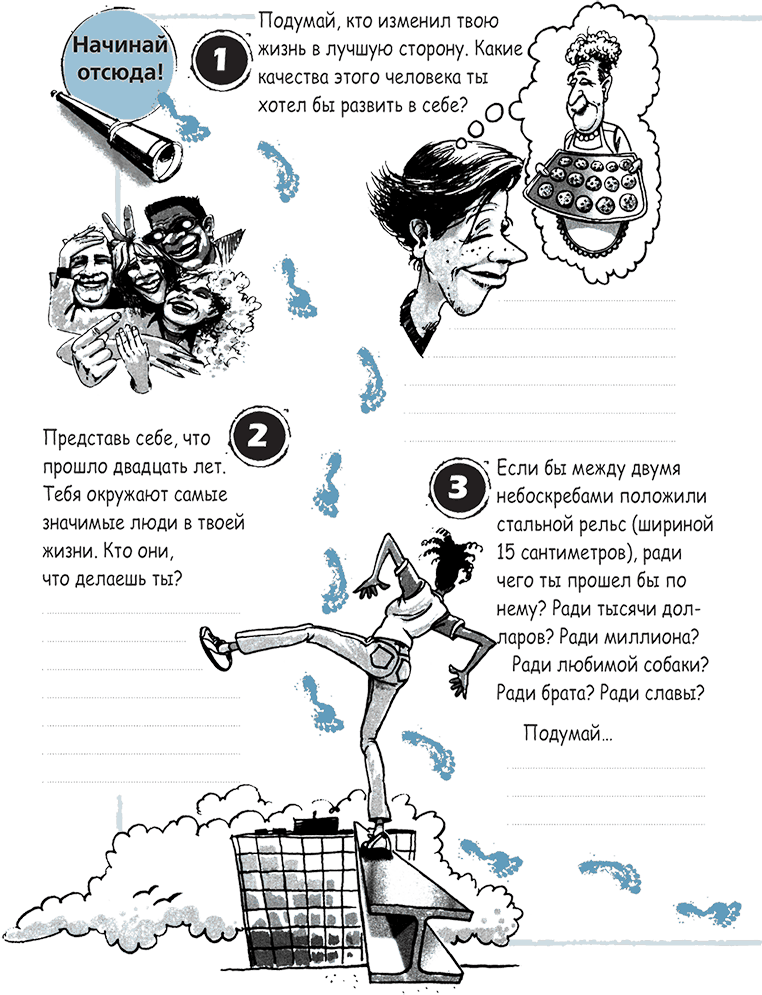 Начинай
отсюда!
1
Подумай, кто изменил твою
жизнь в лучшую сторону. Какие
качества этого человека ты
хотел бы развить в себе?
2
Представь себе, что
прошло двадцать лет.
Тебя окружают самые
значимые люди в твоей
жизни. Кто они,
что делаешь ты?
3
Если бы между двумя
небоскребами положили
стальной рельс (шириной
15 сантиметров), ради
чего ты прошел бы по
нему? Ради тысячи дол-
ларов? Ради миллиона?
Ради любимой собаки?
Ради брата? Ради славы?
Подумай...